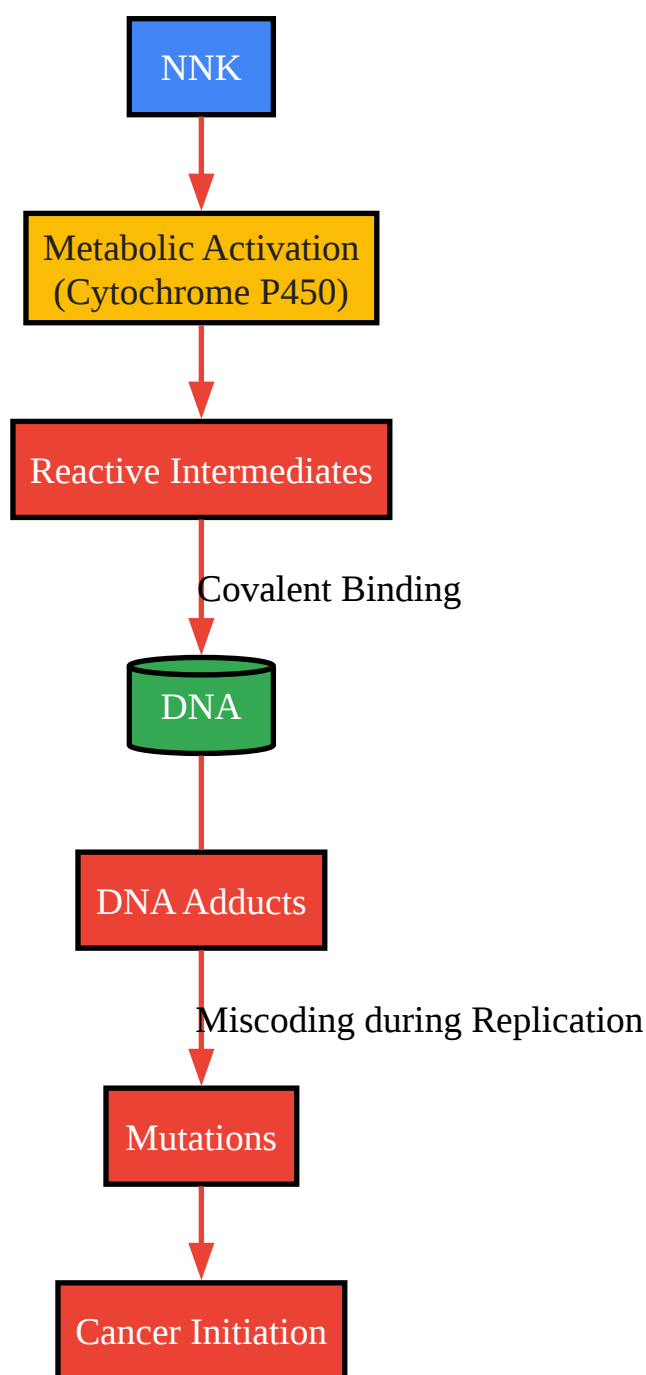 NNK
Metabolic Activation
(Cytochrome P450)
Reactive Intermediates
Covalent Binding
DNA
DNA Adducts
Miscoding during Replication
Mutations
Cancer Initiation